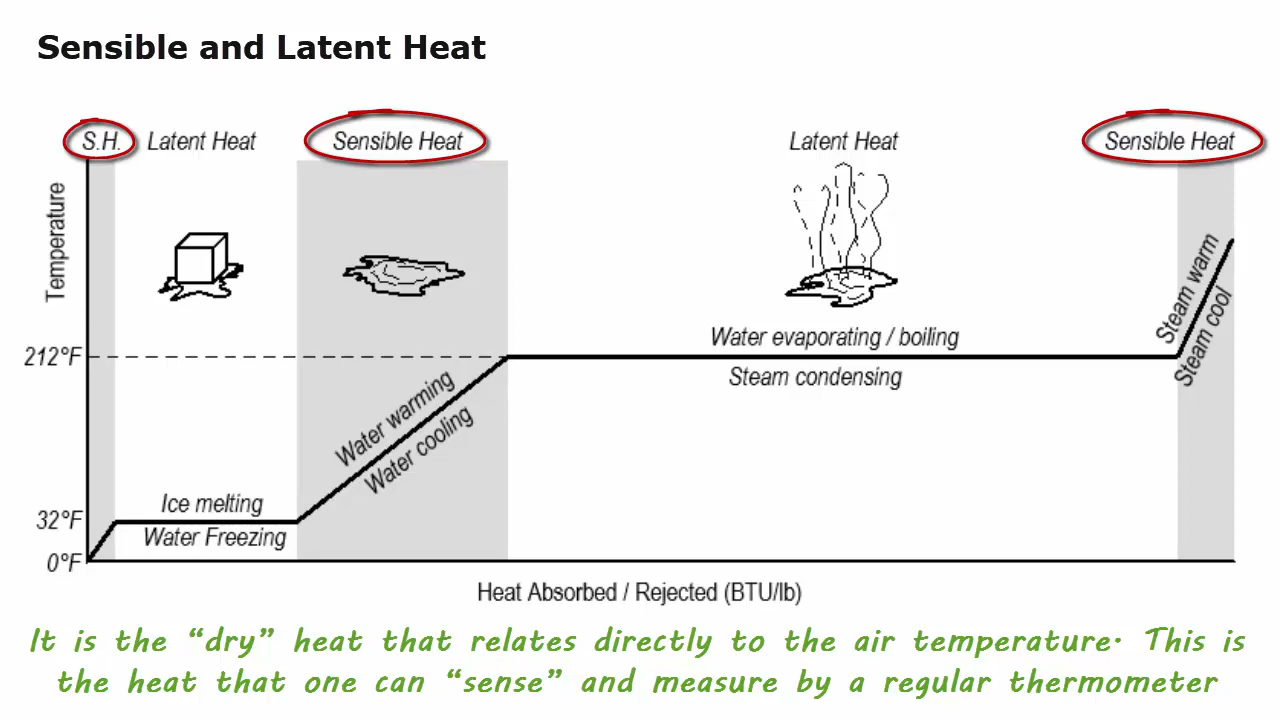 Sensible and Latent Heat
S.H.
Latent Heat
Sensible Heat
Latent Heat
Sensible Heat
Temperature
Steam warm
Steam cool
Water evaporating / boiling
212°F
Steam condensing
Water warming
Water cooling
Ice melting
32°F
Water Freezing
0°F
Heat Absorbed / Rejected (BTU/lb)
It is the “dry” heat that relates directly to the air temperature. This is
the heat that one can “sense” and measure by a regular thermometer